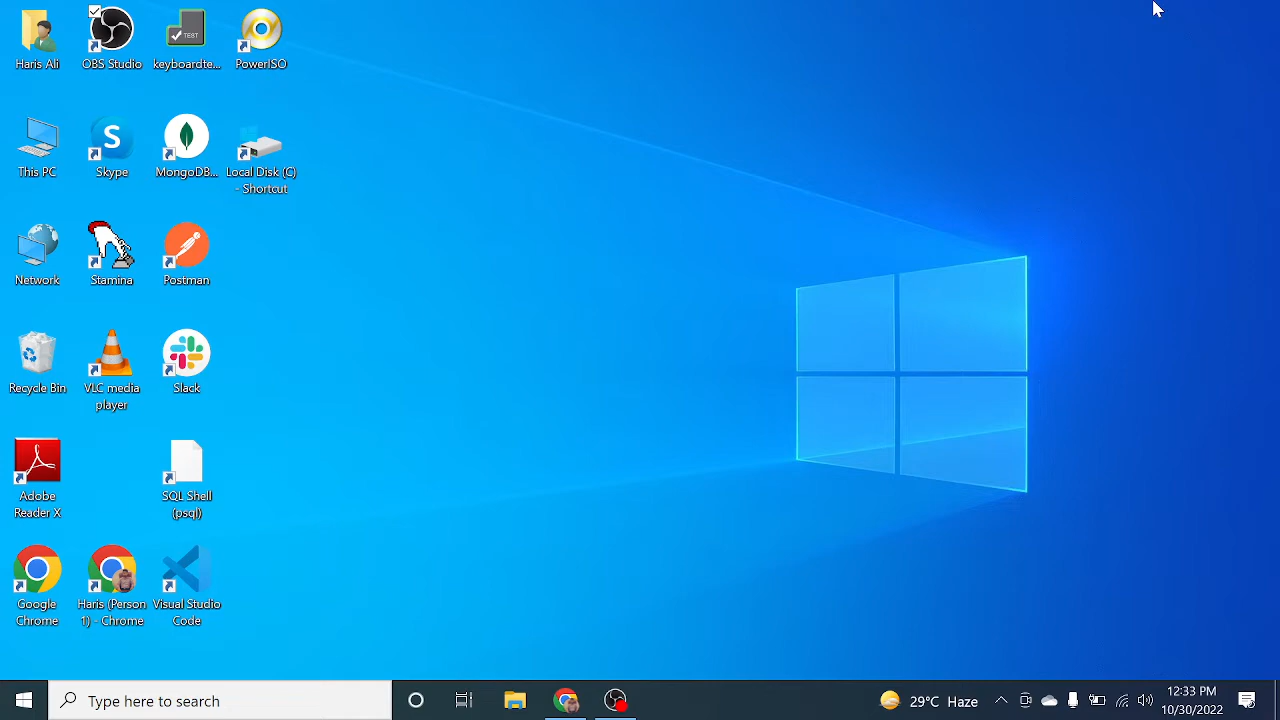 Haris Ali
OBS Studio
TEST
keyboardte...
PowerISO
This PC
S
Skype
MongoDB...
Local Disk (C)
- Shortcut
Network
Stamina
Postman
Recycle Bin
VLC media
player
Slack
Adobe
Reader X
SQL Shell
(psql)
Google
Chrome
Haris (Person
1) - Chrome
Visual Studio
Code
Type here to search
29°C Haze
12:33 PM
10/30/2022